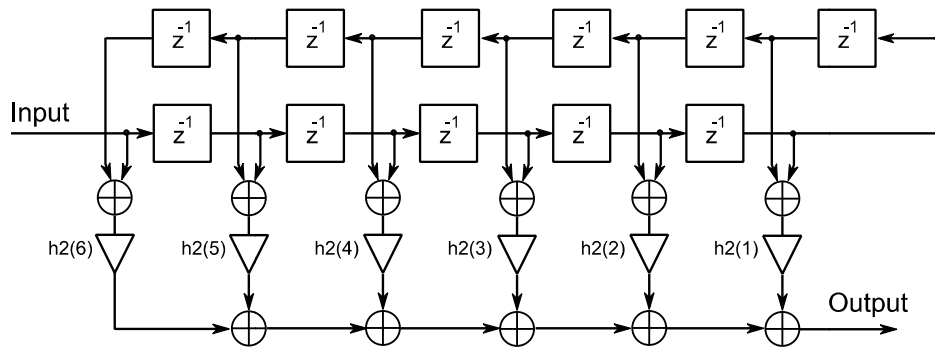 z⁻¹ z⁻¹ z⁻¹ z⁻¹ z⁻¹ z⁻¹
Input
z⁻¹ z⁻¹ z⁻¹ z⁻¹ z⁻¹
h2(6) h2(5) h2(4) h2(3) h2(2) h2(1)
Output